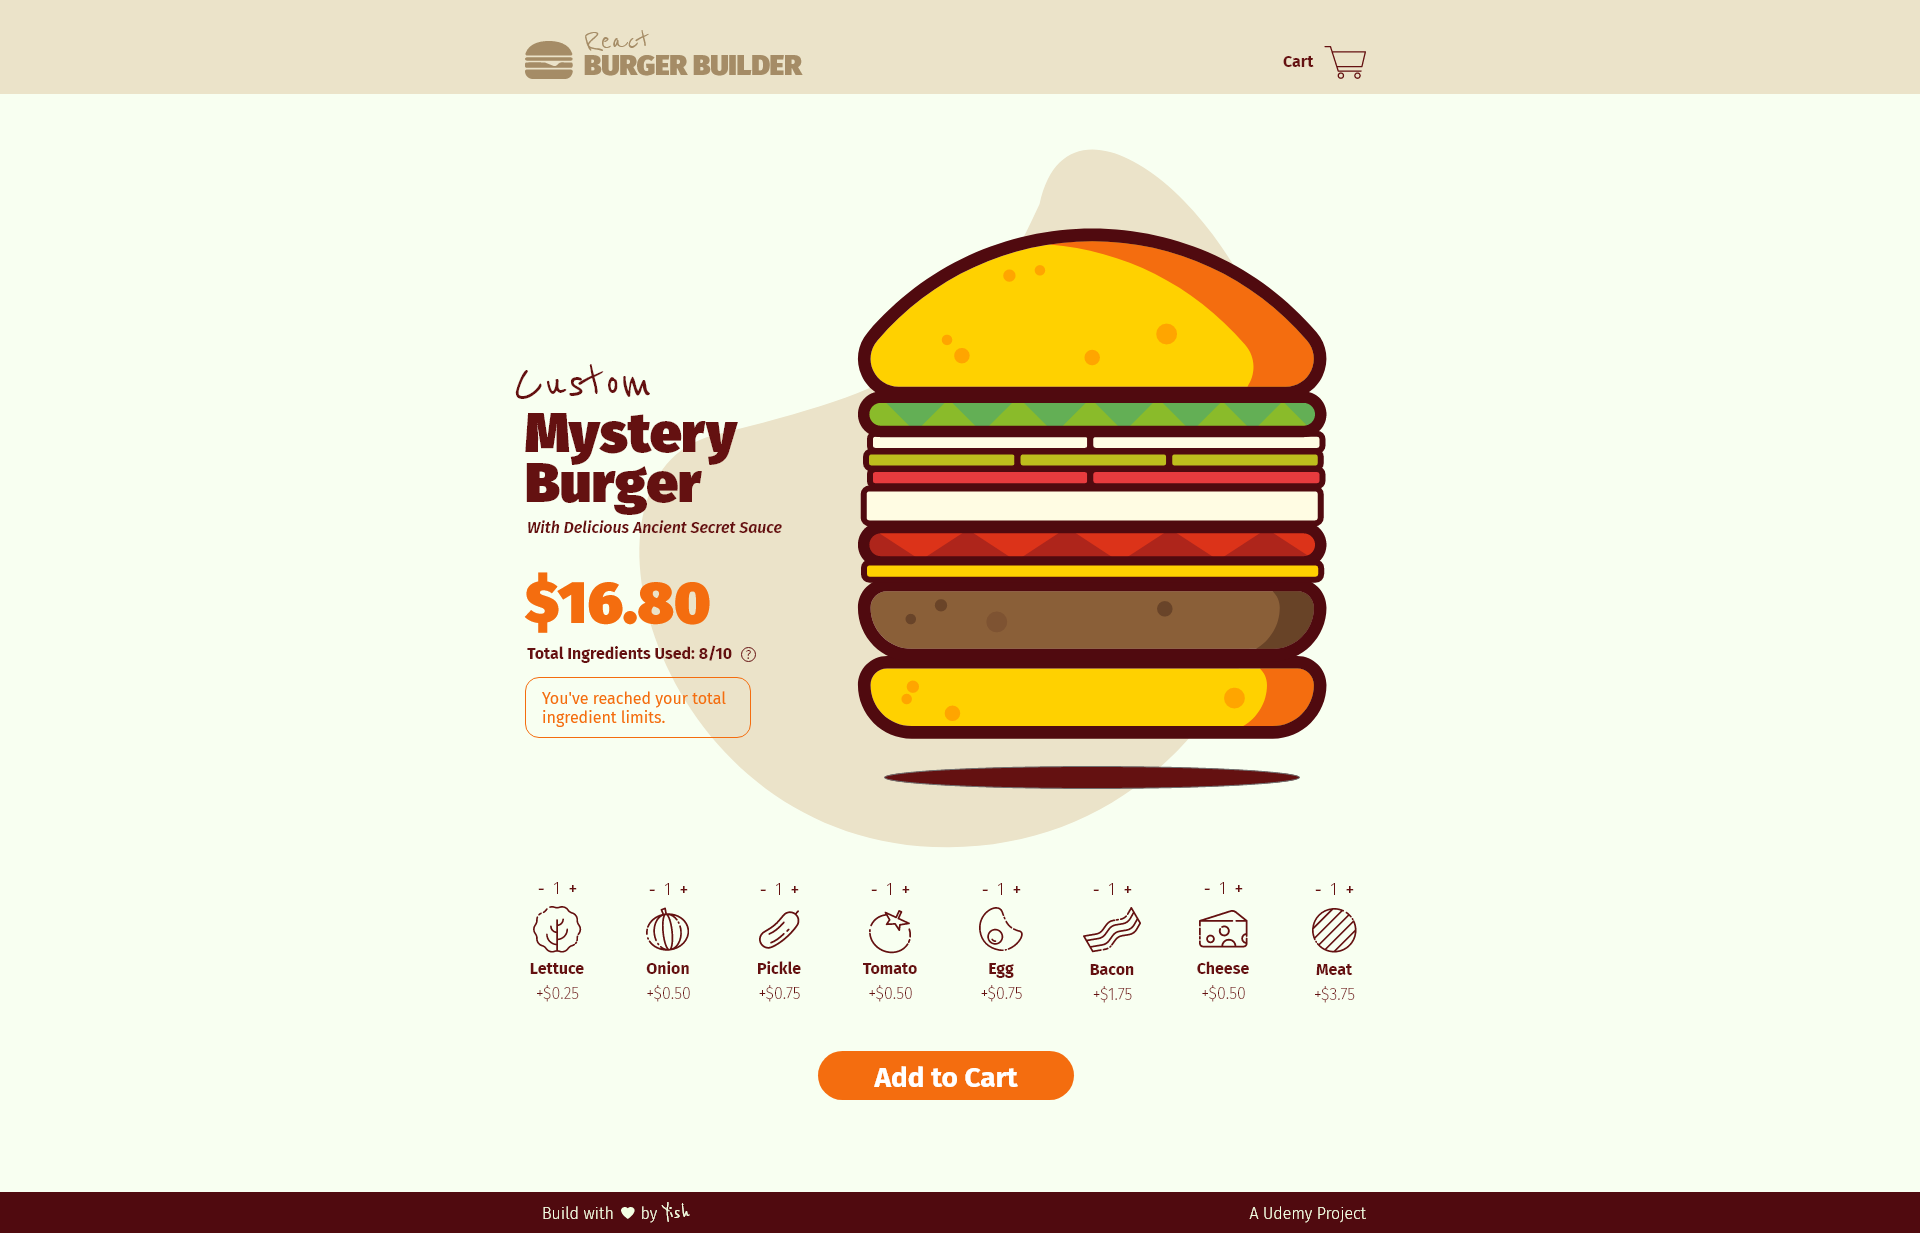 React
BURGER BUILDER
Cart
Custom
Mystery
Burger
With Delicious Ancient Secret Sauce
$16.80
Total Ingredients Used: 8/10 ?
You've reached your total
ingredient limits.
- 1 + - 1 + - 1 + - 1 + - 1 + - 1 + - 1 + - 1 +
Lettuce Onion Pickle Tomato Egg Bacon Cheese Meat
+$0.25 +$0.50 +$0.75 +$0.50 +$0.75 +$1.75 +$0.50 +$3.75
Add to Cart
Build with ♥ by Yish
A Udemy Project